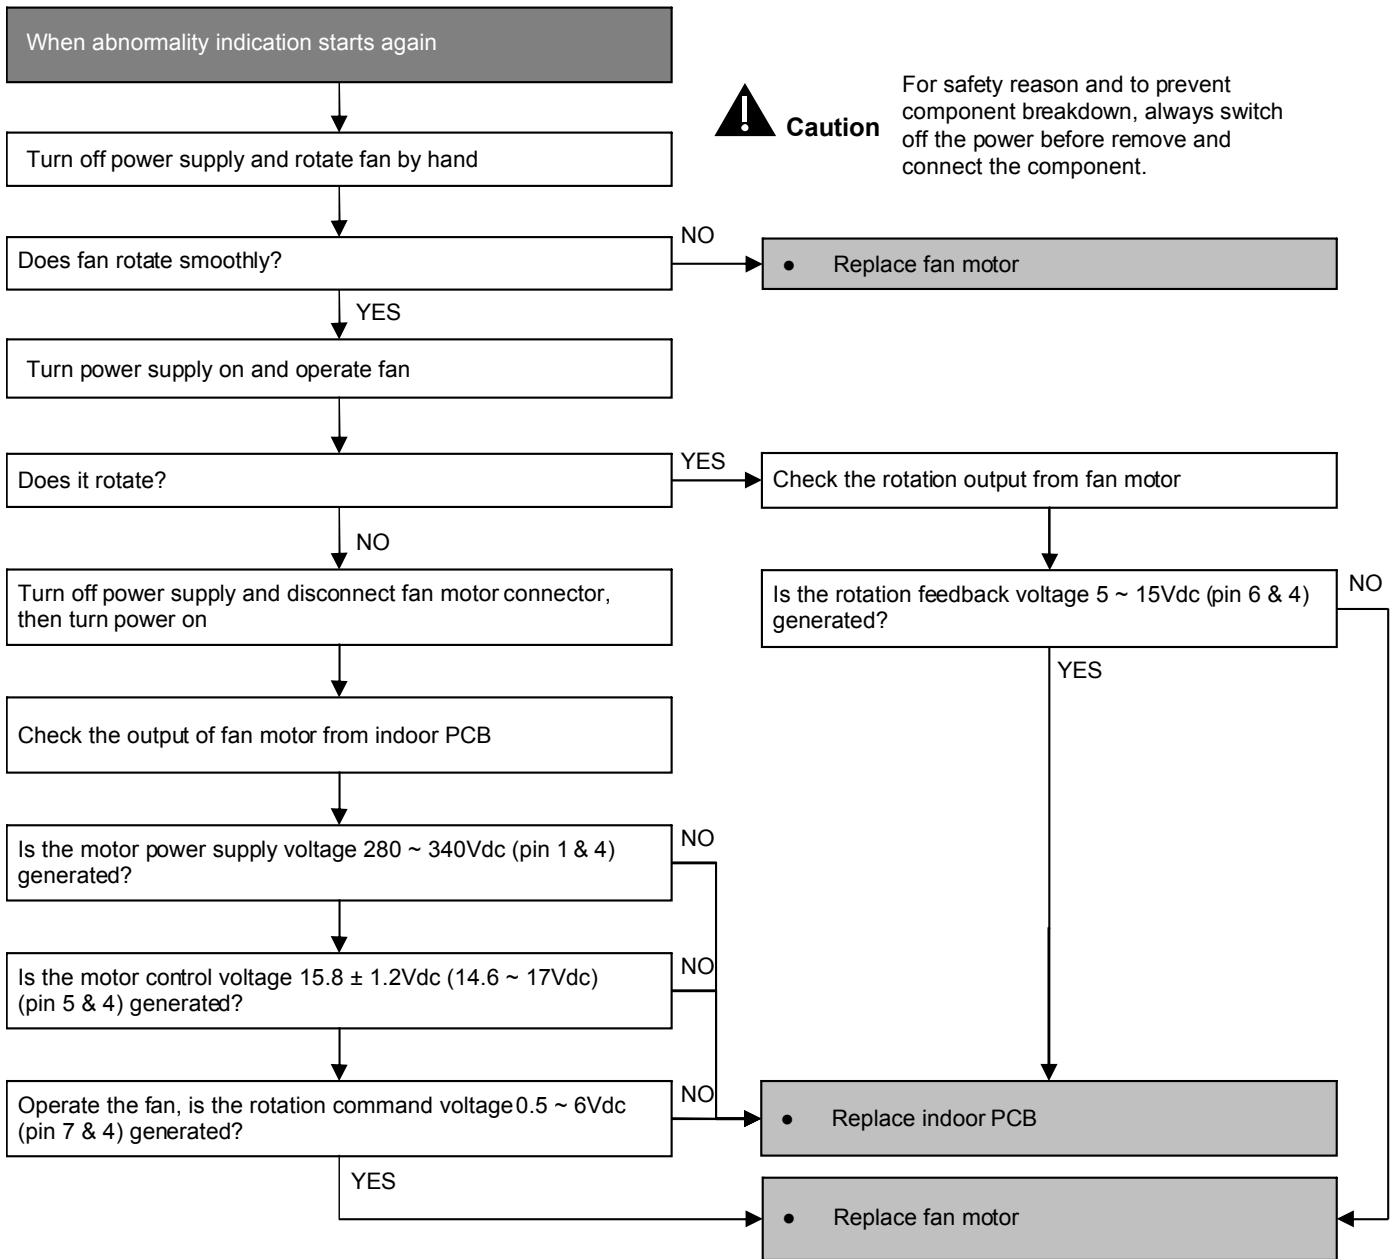 When abnormality indication starts again
Caution
For safety reason and to prevent
component breakdown, always switch
off the power before remove and
connect the component.
Turn off power supply and rotate fan by hand
Does fan rotate smoothly?
NO
● Replace fan motor
YES
Turn power supply on and operate fan
Does it rotate?
YES
Check the rotation output from fan motor
NO
Turn off power supply and disconnect fan motor connector,
then turn power on
Is the rotation feedback voltage 5 ~ 15Vdc (pin 6 & 4)
generated?
NO
YES
Check the output of fan motor from indoor PCB
Is the motor power supply voltage 280 ~ 340Vdc (pin 1 & 4)
generated?
NO
Is the motor control voltage 15.8 ± 1.2Vdc (14.6 ~ 17Vdc)
(pin 5 & 4) generated?
NO
Operate the fan, is the rotation command voltage 0.5 ~ 6Vdc
(pin 7 & 4) generated?
NO
● Replace indoor PCB
YES
● Replace fan motor